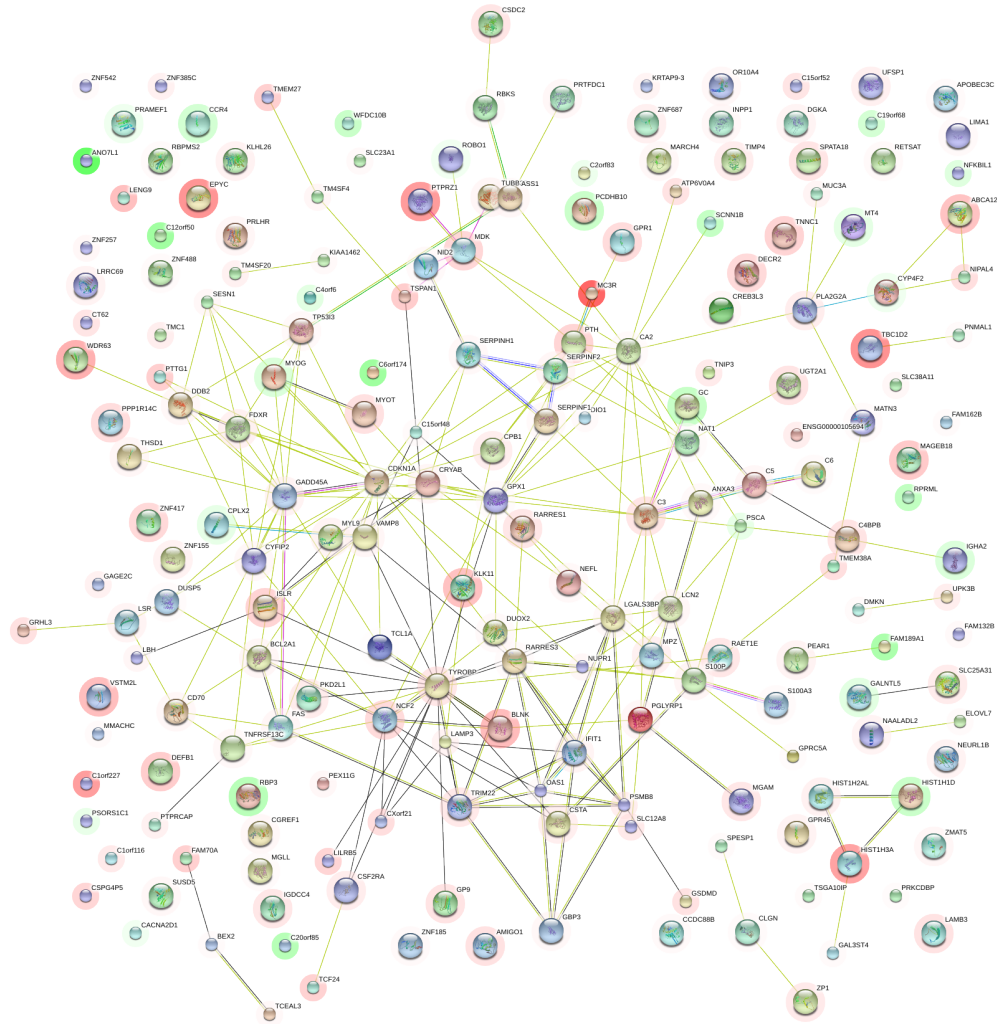 CSDC2
ZNF542
ZNF385C
TMEM27
RBKS
PRTFDC1
KRTAP9-3
OR10A4
C15orf52
UFSP1
APOBEC3C
PRAMEF1
CCR4
WFDC10B
ZNF687
INPP1
DGKA
C19orf68
LIMA1
ANO7L1
RBPMS2
KLHL26
SLC23A1
ROBO1
MARCH4
TIMP4
SPATA18
RETSAT
NFKBIL1
LENG9
EPYC
TM4SF4
PTPRZ1
TUBB
ASS1
C2orf83
PCDHB10
ATP6V0A4
MUC3A
ABCA12
C12orf50
PRLHR
MDK
GPR1
SCNN1B
TNNC1
MT4
ZNF257
ZNF488
KIAA1462
TM4SF20
NID2
DECR2
NIPAL4
LRRC69
C4orf6
TSPAN1
MC3R
CREB3L3
PLA2G2A
CYP4F2
SESN1
CT62
TP53I3
PTH
CA2
TMC1
WDR63
SERPINH1
SERPINF2
TBC1D2
PNMAL1
PTTG1
MYOG
C6orf174
TNIP3
UGT2A1
SLC38A11
DDB2
MYOT
GC
PPP1R14C
FDXR
SERPINF1
DIO1
MATN3
FAM162B
C15orf48
NAT1
ENSG00000105694
THSD1
CPB1
MAGEB18
CDKN1A
CRYAB
C5
C6
GADD45A
GPX1
ANXA3
RPRML
ZNF417
CPLX2
C3
PSCA
MYL9
VAMP8
RARRES1
C4BPB
ZNF155
CYFIP2
IGHA2
TMEM38A
GAGE2C
DUSP5
KLK11
NEFL
UPK3B
ISLR
LCN2
DMKN
GRHL3
LSR
LGALS3BP
DUOX2
FAM132B
LBH
TCL1A
BCL2A1
RARRES3
NUPR1
MPZ
RAET1E
PEAR1
FAM189A1
VSTM2L
TYROBP
S100P
SLC25A31
PKD2L1
GALNTL5
CD70
S100A3
FAS
NCF2
BLNK
PGLYRP1
NAALADL2
ELOVL7
MMACHC
TNFRSF13C
LAMP3
IFIT1
GPRC5A
NEURL1B
DEFB1
C1orf227
PEX11G
OAS1
RBP3
TRIM22
PSMB8
MGAM
HIST1H2AL
HIST1H1D
PSORS1C1
PTPRCAP
CXorf21
CSTA
SLC12A8
CGREF1
GPR45
ZMAT5
SPESP1
HIST1H3A
C1orf116
FAM70A
LILRB5
MGLL
CSF2RA
CSPG4P5
SUSD5
IGDCC4
GP9
GSDMD
TSGA10IP
PRKCDBP
CACNA2D1
GBP3
CCDC88B
CLGN
LAMB3
BEX2
C20orf85
ZNF185
AMIGO1
GAL3ST4
TCF24
ZP1
TCEAL3